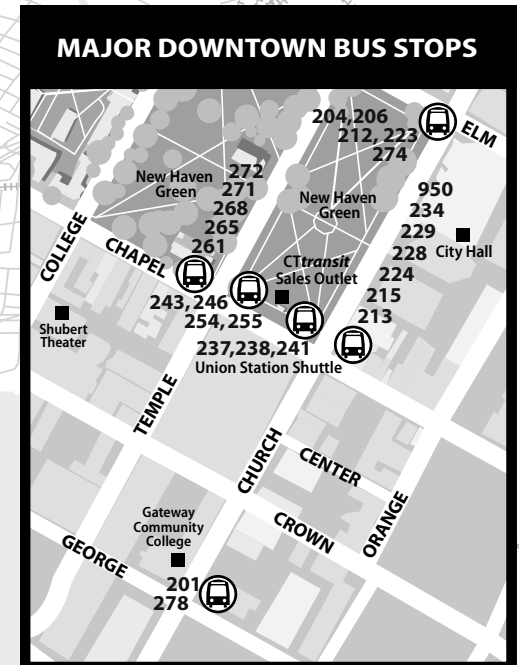 MAJOR DOWNTOWN BUS STOPS
204,206
212, 223
274
ELM
New Haven
Green
272
271
268
265
261
New Haven
Green
950
234
229
228
224
215
213
City Hall
COLLEGE
CHAPEL
CTtransit
Sales Outlet
243,246
254,255
237,238,241
Union Station Shuttle
Shubert
Theater
TEMPLE
CHURCH
CENTER
CROWN
ORANGE
Gateway
Community
College
GEORGE
201
278